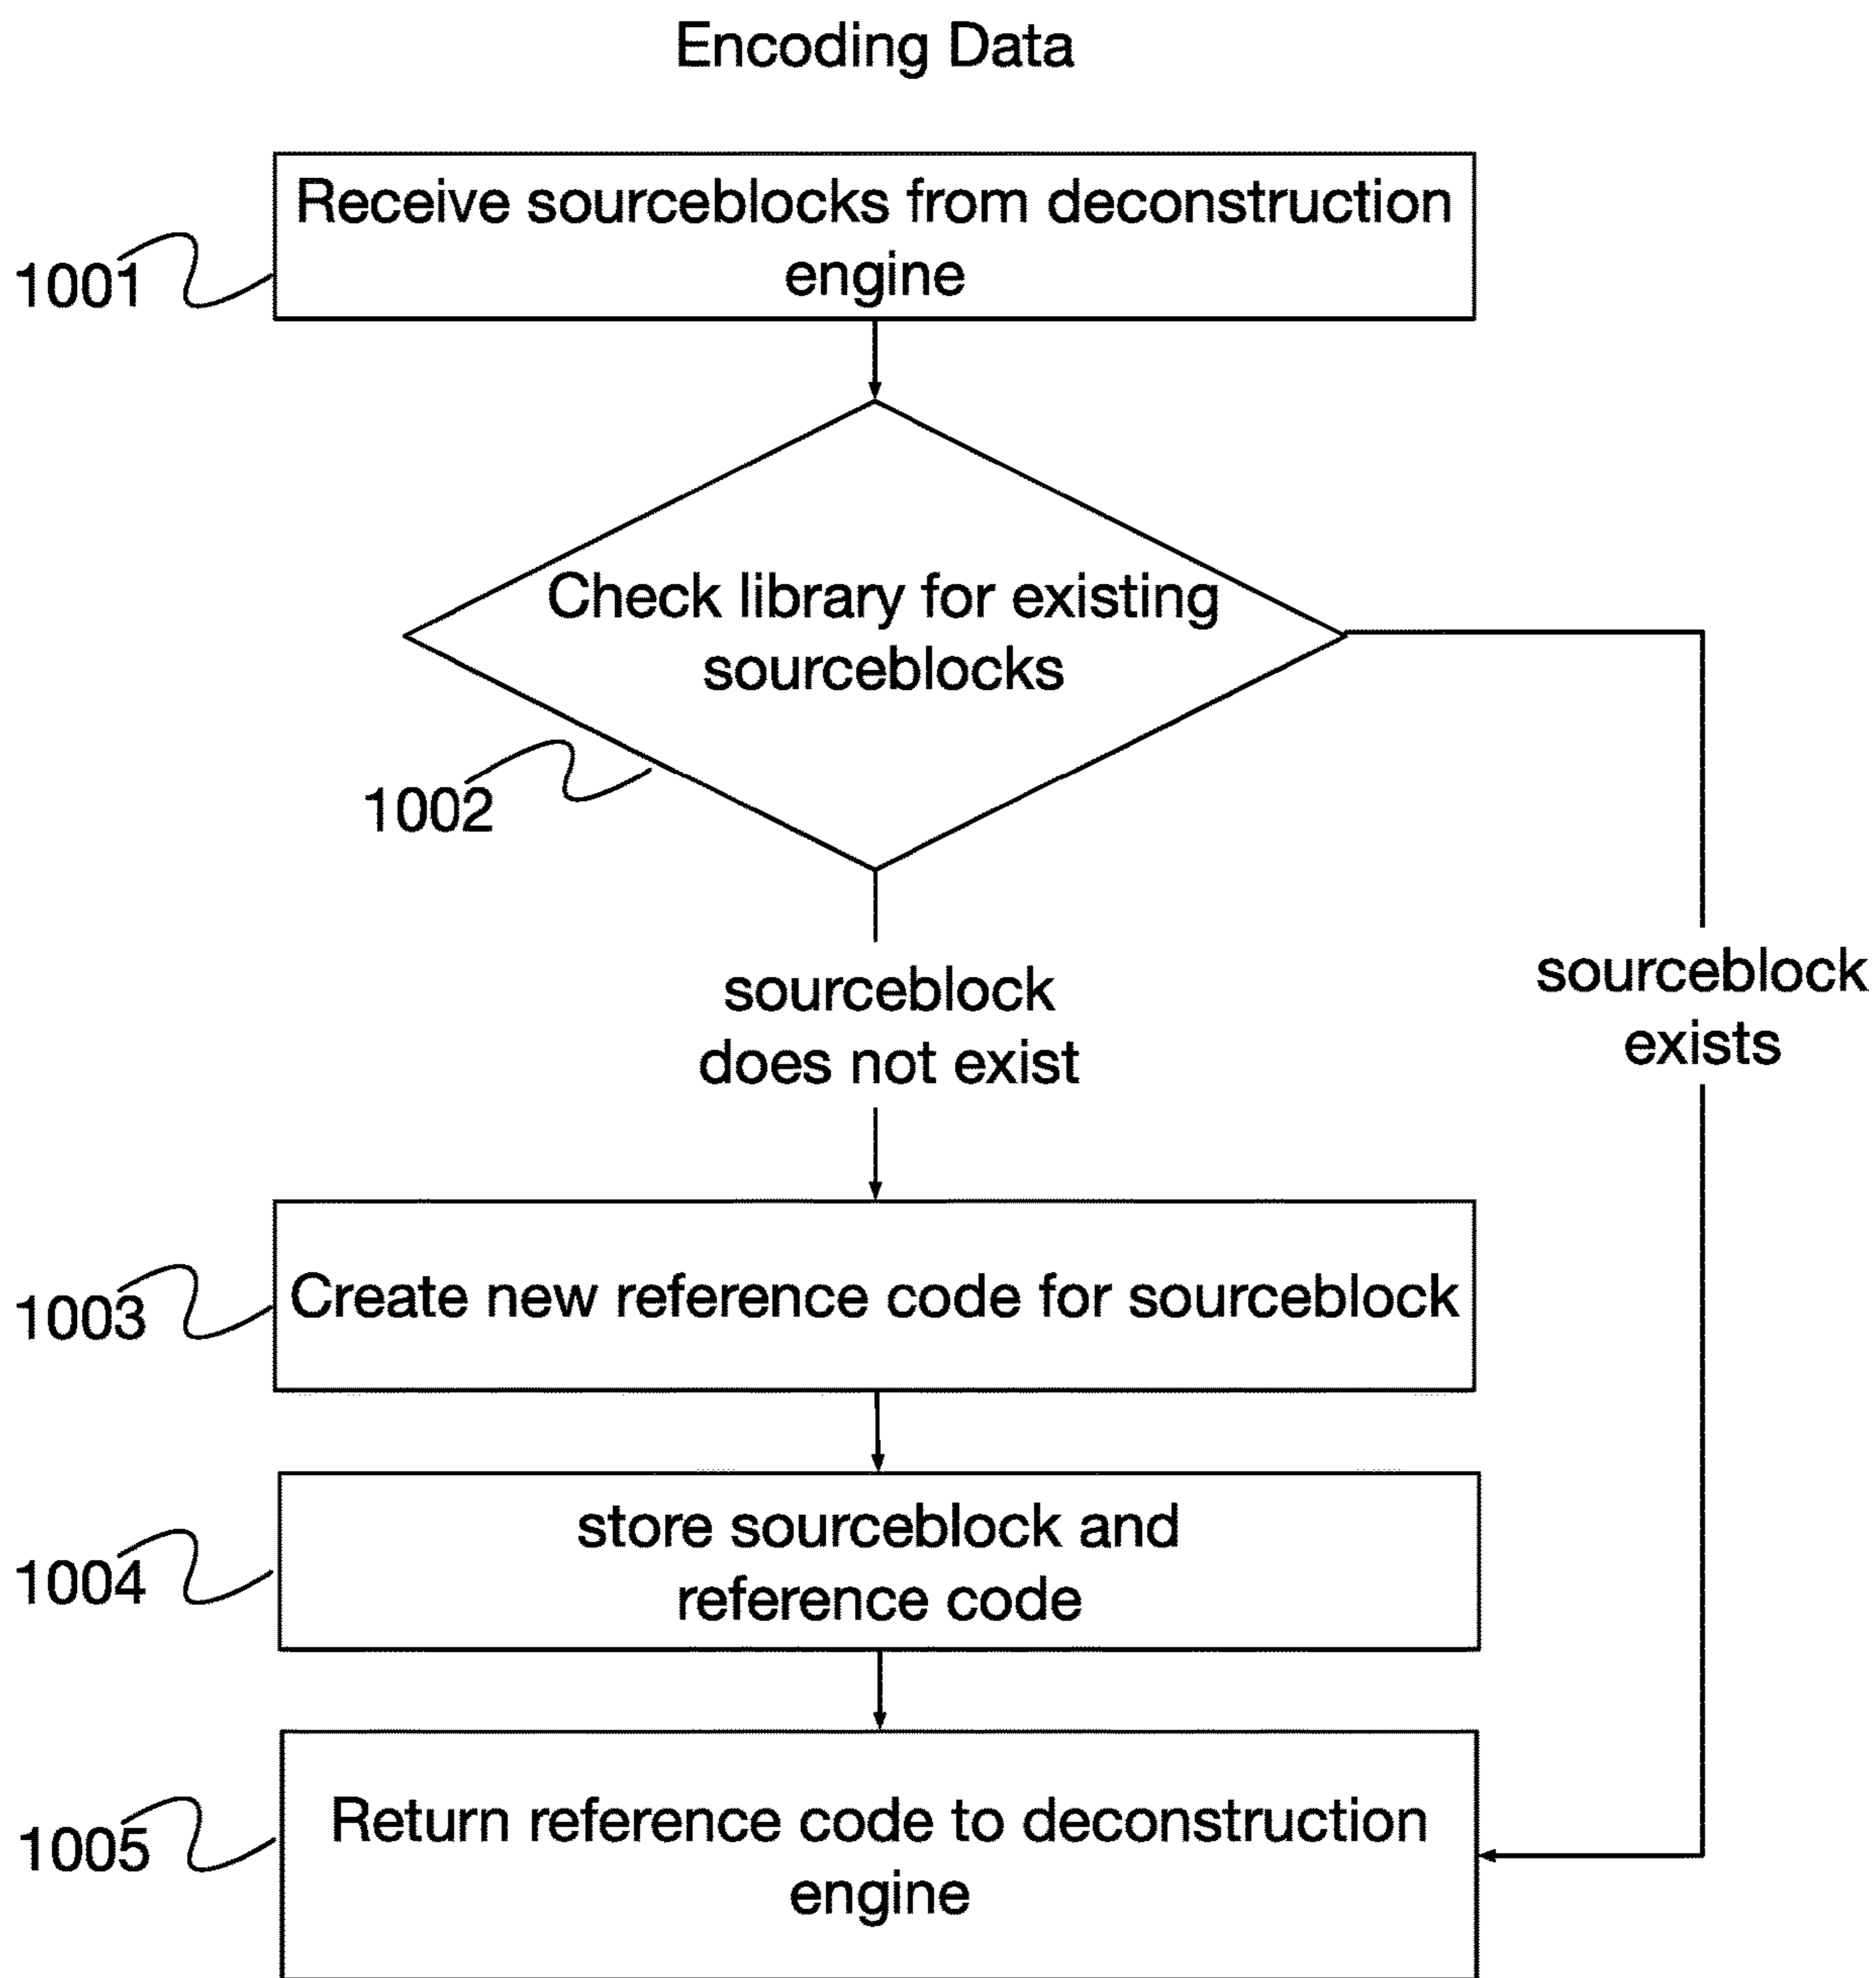 Encoding Data
Receive sourceblocks from deconstruction
engine
1001
Check library for existing
sourceblocks
1002
sourceblock
does not exist
sourceblock
exists
Create new reference code for sourceblock
1003
store sourceblock and
reference code
1004
Return reference code to deconstruction
engine
1005